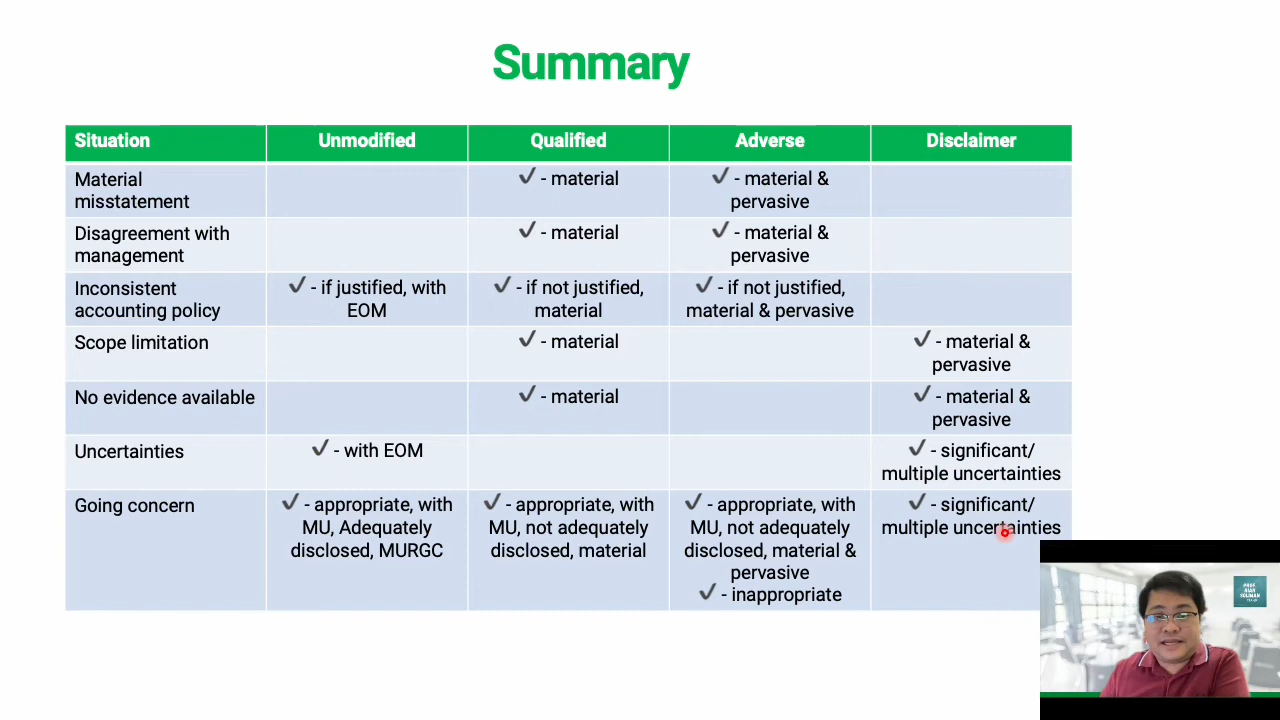 Summary
Situation
Unmodified
Qualified
Adverse
Disclaimer
Material
misstatement
✓ - material
✓ - material &
pervasive
Disagreement with
management
✓ - material
✓ - material &
pervasive
Inconsistent
accounting policy
✓ - if justified, with
EOM
✓ - if not justified,
material
✓ - if not justified,
material & pervasive
Scope limitation
✓ - material
✓ - material &
pervasive
No evidence available
✓ - material
✓ - material &
pervasive
Uncertainties
✓ - with EOM
✓ - significant/
multiple uncertainties
Going concern
✓ - appropriate, with
MU, Adequately
disclosed, MURGC
✓ - appropriate, with
MU, not adequately
disclosed, material
✓ - appropriate, with
MU, not adequately
disclosed, material &
pervasive
✓ - inappropriate
✓ - significant/
multiple uncertainties
PROF.
SOLIMAN